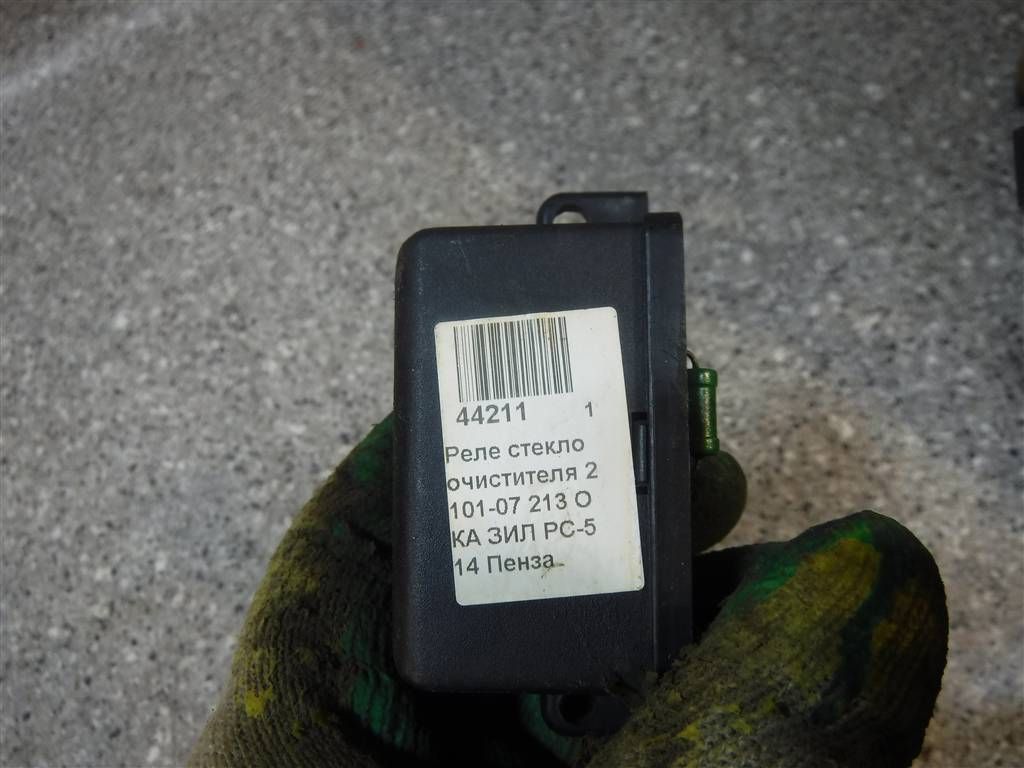 44211 1
Реле стекло
очистителя 2
101-07 213 О
КА ЗИЛ РС-5
14 Пенза